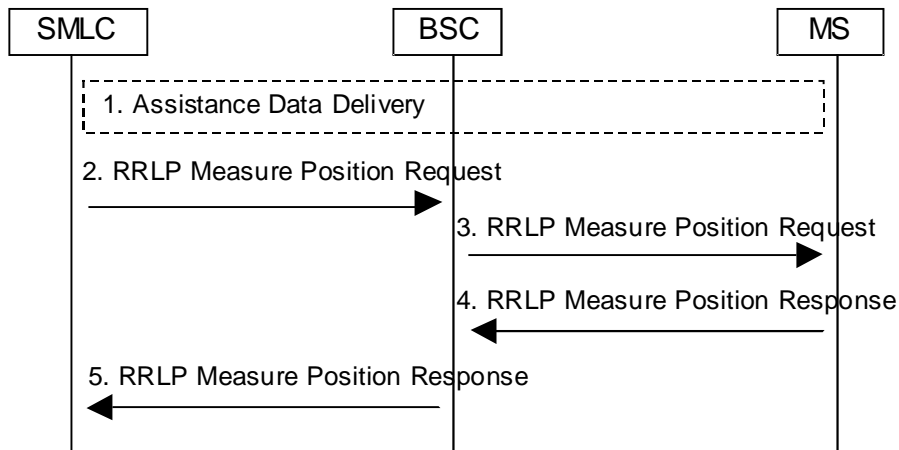 SMLC BSC MS
1. Assistance Data Delivery
2. RRLP Measure Position Request
3. RRLP Measure Position Request
4. RRLP Measure Position Response
5. RRLP Measure Position Response